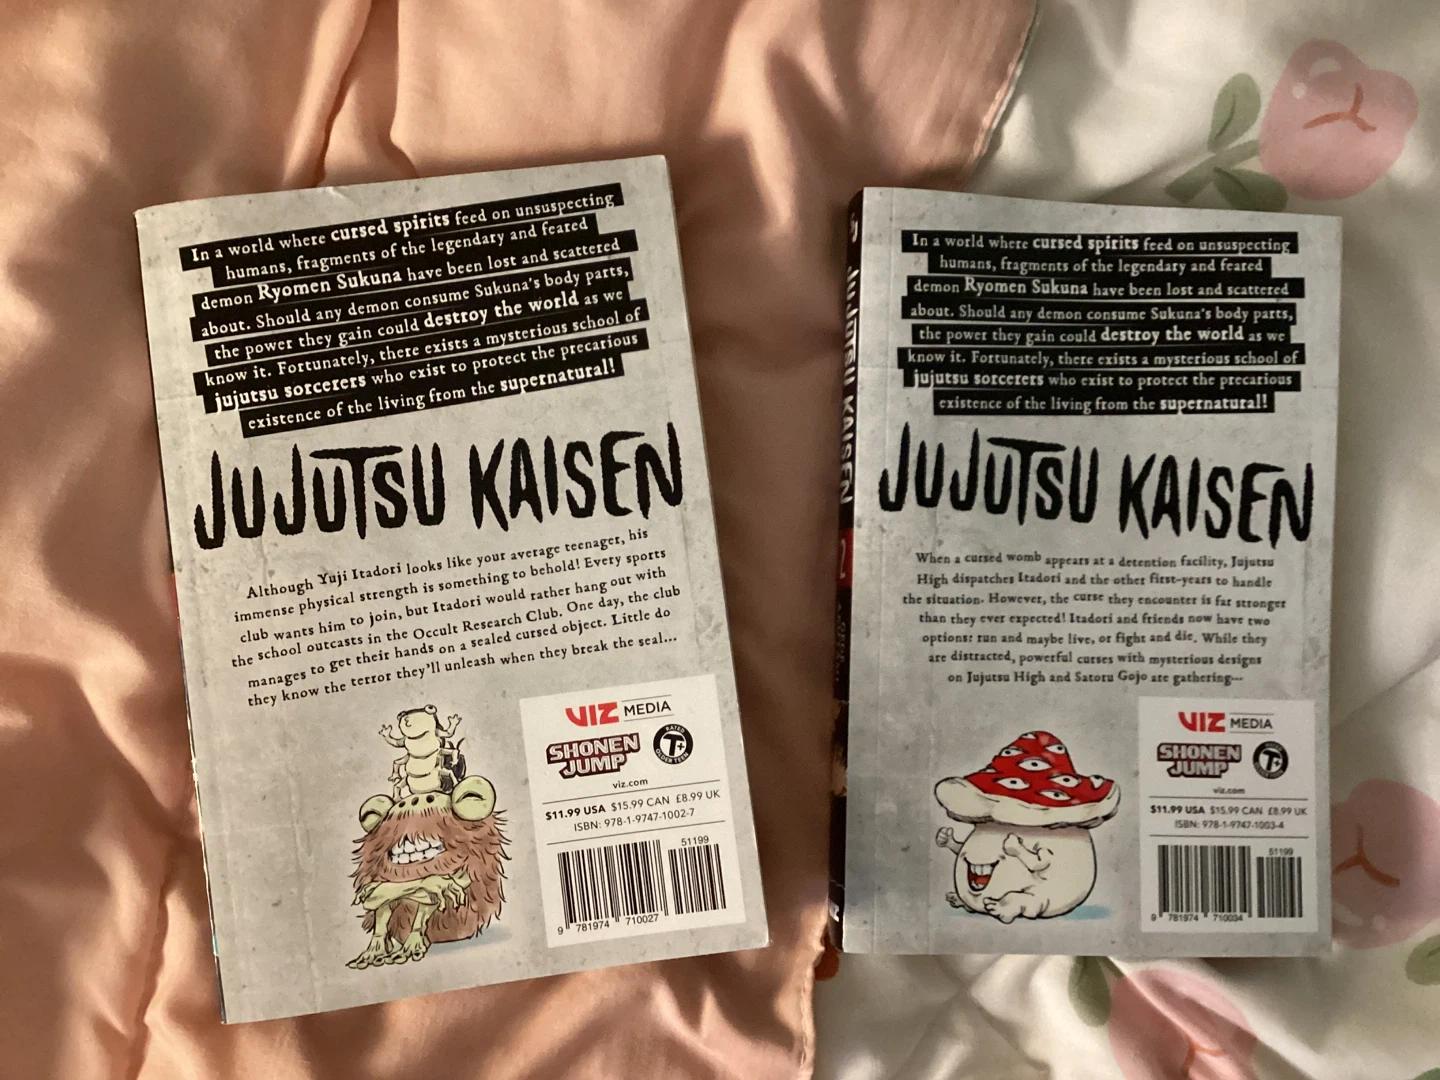 In a world where cursed spirits feed on unsuspecting
humans, fragments of the legendary and feared
demon Ryomen Sukuna have been lost and scattered
about. Should any demon consume Sukuna's body parts,
the power they gain could destroy the world as we
know it. Fortunately, there exists a mysterious school of
jujutsu sorcerers who exist to protect the precarious
existence of the living from the supernatural!
JUJUTSU KAISEN
Although Yuji Itadori looks like your average teenager, his
immense physical strength is something to behold! Every sports
club wants him to join, but Itadori would rather hang out with
the school outcasts in the Occult Research Club. One day, the club
manages to get their hands on a sealed cursed object. Little do
they know the terror they'll unleash when they break the seal...
VIZ MEDIA
SHONEN
JUMP
RATED
T+
OLDER TEEN
viz.com
$11.99 USA $15.99 CAN £8.99 UK
ISBN: 978-1-9747-1002-7
51199
9 781974 710027
JUJUTSU KAISEN
2
In a world where cursed spirits feed on unsuspecting
humans, fragments of the legendary and feared
demon Ryomen Sukuna have been lost and scattered
about. Should any demon consume Sukuna's body parts,
the power they gain could destroy the world as we
know it. Fortunately, there exists a mysterious school of
jujutsu sorcerers who exist to protect the precarious
existence of the living from the supernatural!
JUJUTSU KAISEN
When a cursed womb appears at a detention facility, Jujutsu
High dispatches Itadori and the other first-years to handle
the situation. However, the curse they encounter is far stronger
than they ever expected! Itadori and friends now have two
options: run and maybe live, or fight and die. While they
are distracted, powerful curses with mysterious designs
on Jujutsu High and Satoru Gojo are gathering...
VIZ MEDIA
SHONEN
JUMP
T+
viz.com
$11.99 USA $15.99 CAN £8.99 UK
ISBN: 978-1-9747-1003-4
51199
9 781974 710034